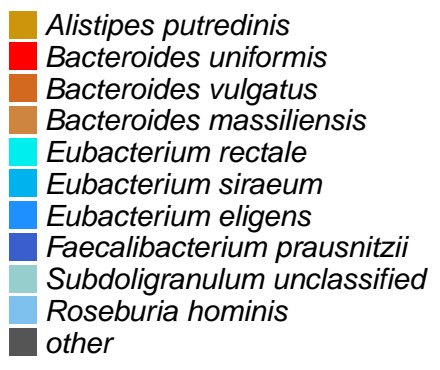 Alistipes putredinis
Bacteroides uniformis
Bacteroides vulgatus
Bacteroides massiliensis
Eubacterium rectale
Eubacterium siraeum
Eubacterium eligens
Faecalibacterium prausnitzii
Subdoligranulum unclassified
Roseburia hominis
other